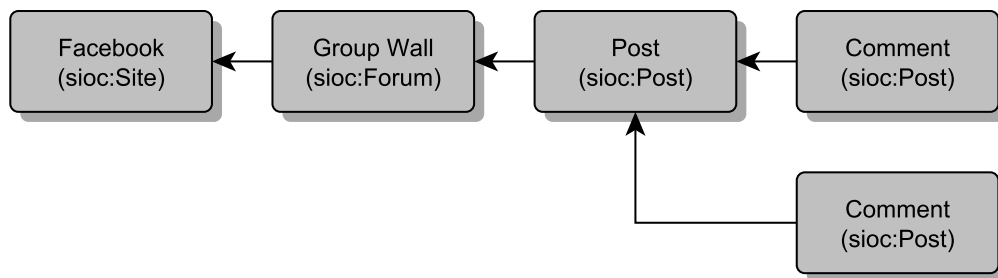 Facebook
(sioc:Site)
Group Wall
(sioc:Forum)
Post
(sioc:Post)
Comment
(sioc:Post)
Comment
(sioc:Post)